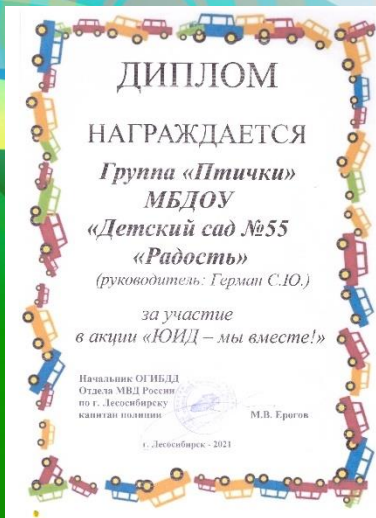 ДИПЛОМ
НАГРАЖДАЕТСЯ
Группа «Птички»
МБДОУ
«Детский сад №55
«Радость»
(руководитель: Герман С.Ю.)
за участие
в акции «ЮИД – мы вместе!»
Начальник ОГИБДД
Отдела МВД России
по г. Лесосибирску
капитан полиции М.В. Ерогов
г. Лесосибирск - 2021